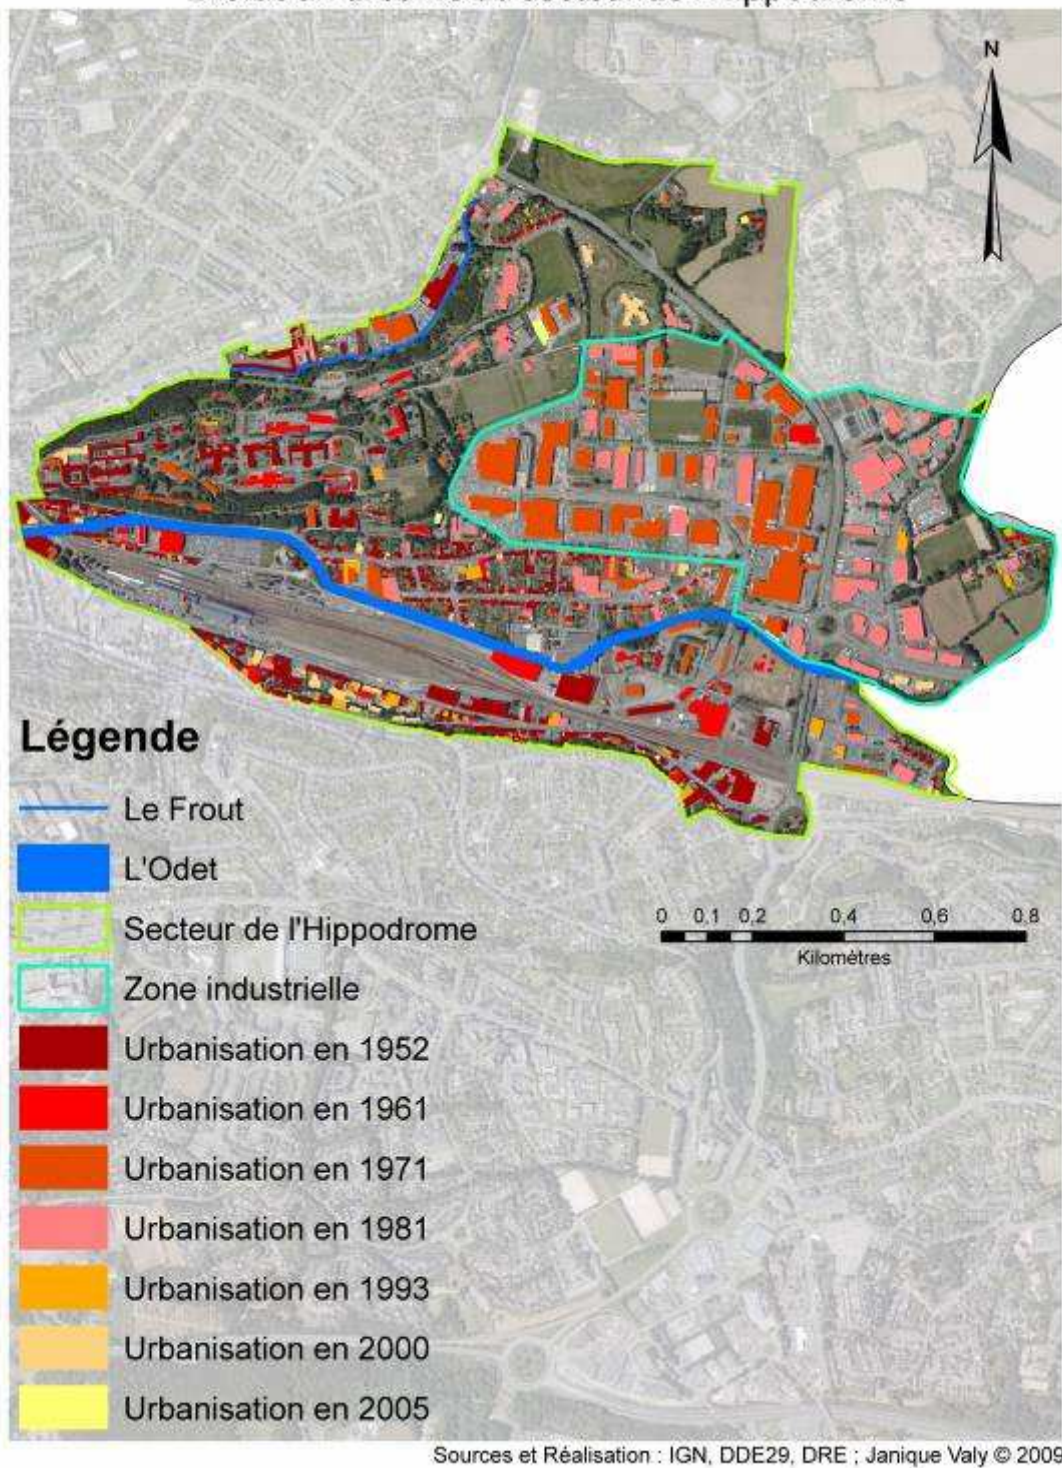 N
Légende
Le Frout
L'Odet
Secteur de l'Hippodrome
Zone industrielle
Urbanisation en 1952
Urbanisation en 1961
Urbanisation en 1971
Urbanisation en 1981
Urbanisation en 1993
Urbanisation en 2000
Urbanisation en 2005
0 0,1 0,2 0,4 0,6 0,8
Kilomètres
Sources et Réalisation : IGN, DDE29, DRE ; Janique Valy © 2009